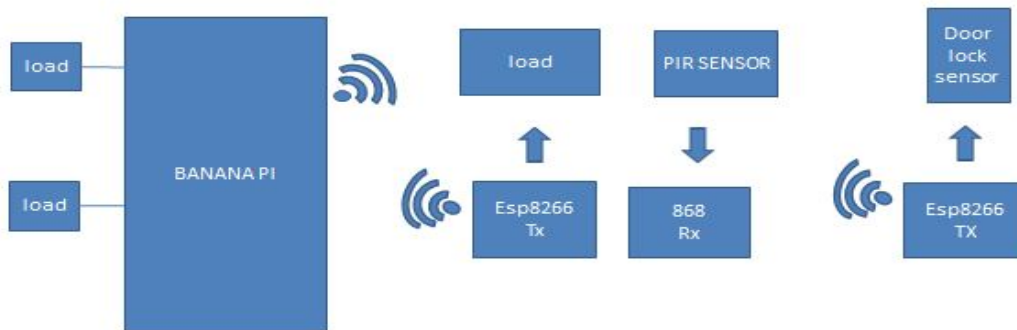 load
load
BANANA PI
load
Esp8266
Tx
PIR SENSOR
868
Rx
Door
lock
sensor
Esp8266
TX